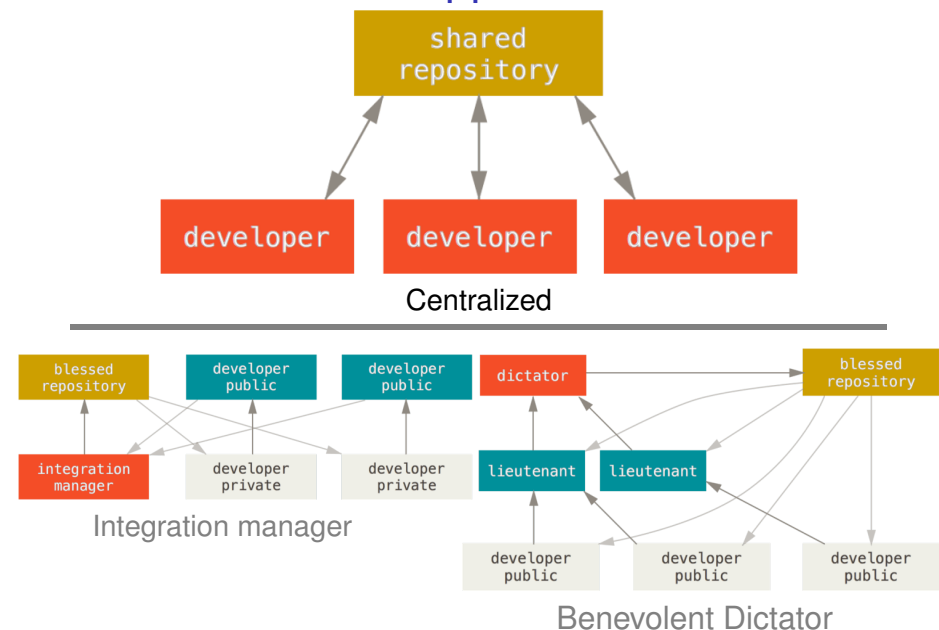 shared
repository
developer
developer
developer
Centralized
blessed
repository
developer
public
developer
public
integration
manager
developer
private
developer
private
Integration manager
dictator
blessed
repository
lieutenant
lieutenant
developer
public
developer
public
developer
public
Benevolent Dictator